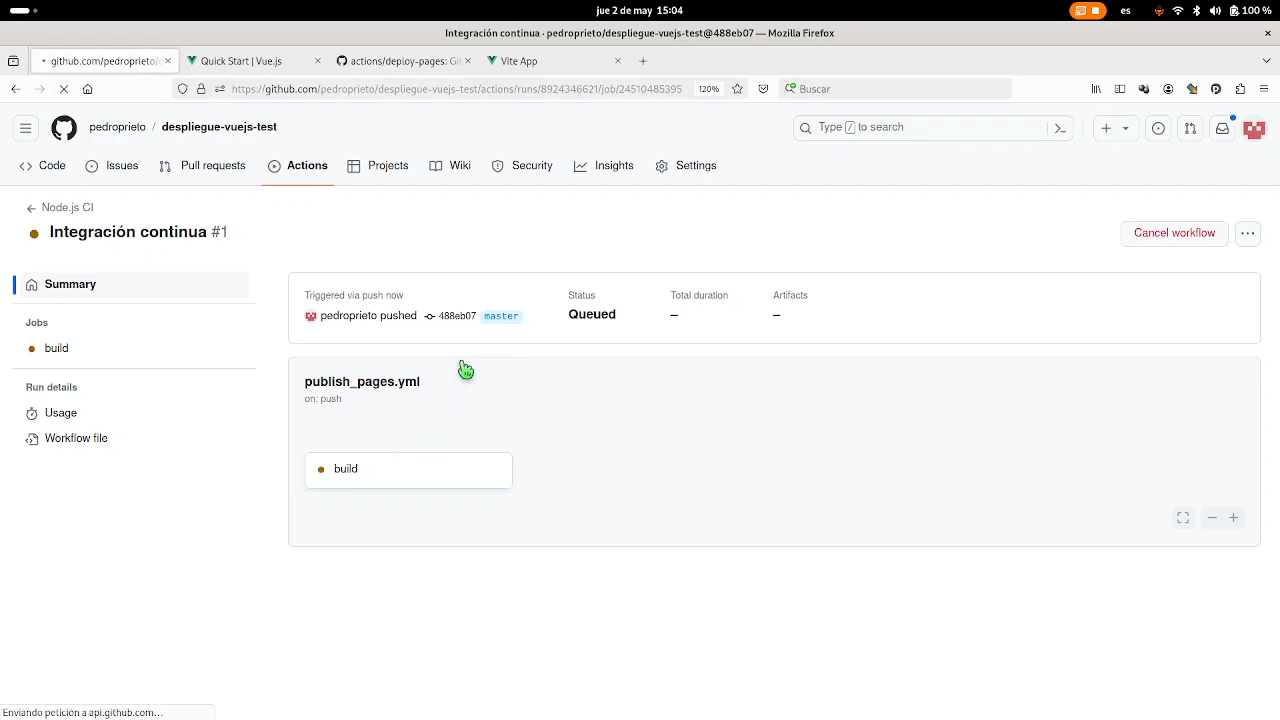 jue 2 de may 15:04
es
100 %
Integración continua · pedroprieto/despliegue-vuejs-test@488eb07 — Mozilla Firefox
github.com/pedroprieto/
Quick Start | Vue.js
actions/deploy-pages: Git
Vite App
https://github.com/pedroprieto/despliegue-vuejs-test/actions/runs/8924346621/job/24510485395
120%
Buscar
pedroprieto / despliegue-vuejs-test
Type / to search
Code
Issues
Pull requests
Actions
Projects
Wiki
Security
Insights
Settings
Node.js CI
Integración continua #1
Cancel workflow
Summary
Jobs
build
Run details
Usage
Workflow file
Triggered via push now
pedroprieto pushed 488eb07 master
Status
Queued
Total duration
–
Artifacts
–
publish_pages.yml
on: push
build
Enviando petición a api.github.com…